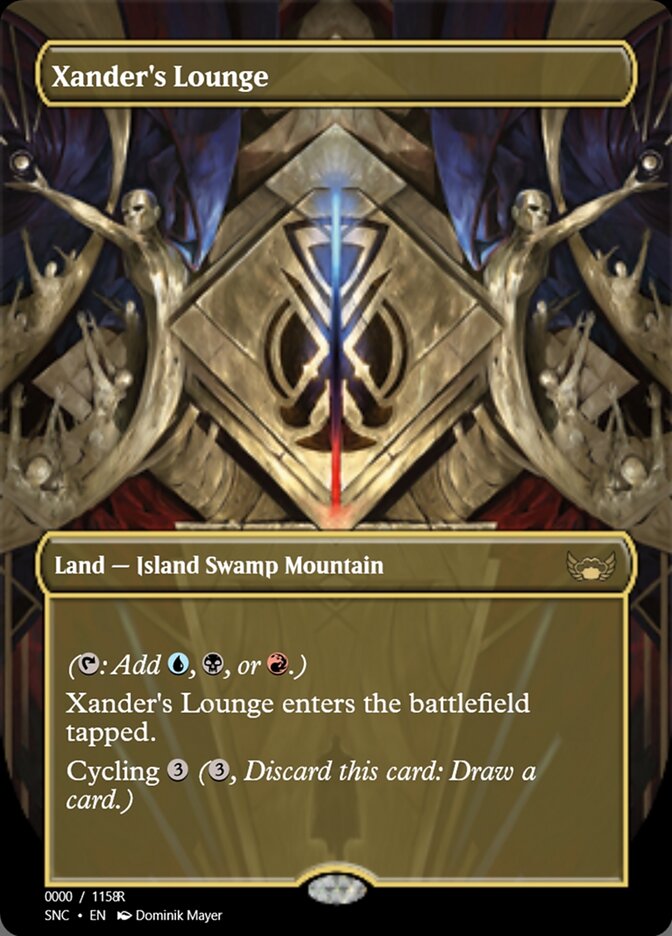 Xander's Lounge
Land — Island Swamp Mountain
(: Add , , or .)
Xander's Lounge enters the battlefield
tapped.
Cycling 3 (3, Discard this card: Draw a
card.)
0000 / 1158R
SNC • EN Dominik Mayer